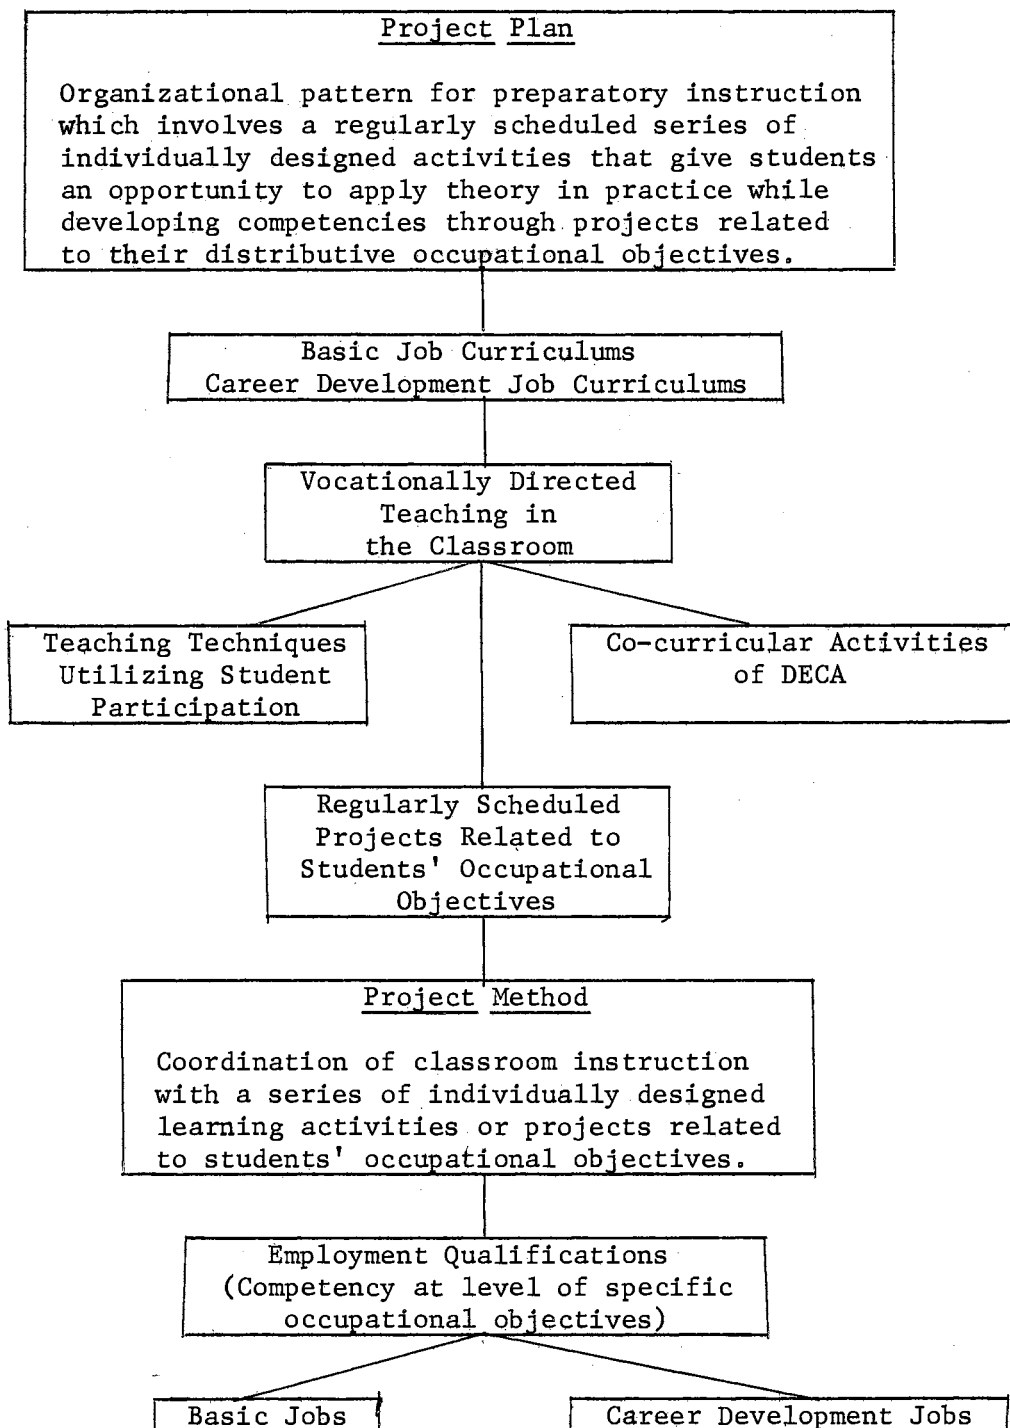 Project Plan
Organizational pattern for preparatory instruction
which involves a regularly scheduled series of
individually designed activities that give students
an opportunity to apply theory in practice while
developing competencies through projects related
to their distributive occupational objectives.
Basic Job Curriculums
Career Development Job Curriculums
Vocationally Directed
Teaching in
the Classroom
Teaching Techniques
Utilizing Student
Participation
Co-curricular Activities
of DECA
Regularly Scheduled
Projects Related to
Students' Occupational
Objectives
Project Method
Coordination of classroom instruction
with a series of individually designed
learning activities or projects related
to students' occupational objectives.
Employment Qualifications
(Competency at level of specific
occupational objectives)
Basic Jobs
Career Development Jobs